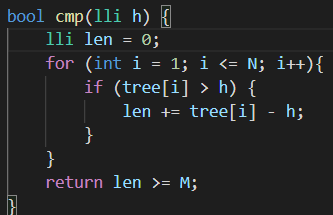 bool cmp(lli h) {
    lli len = 0;
    for (int i = 1; i <= N; i++){
        if (tree[i] > h) {
            len += tree[i] - h;
        }
    }
    return len >= M;
}